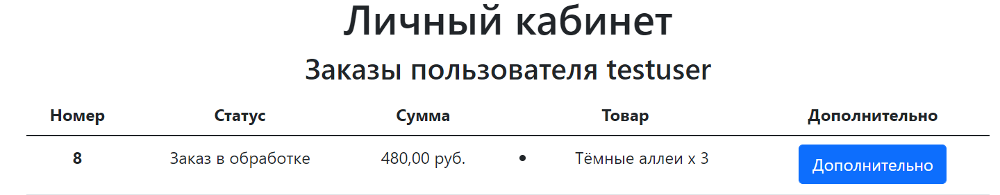 Личный кабинет
Заказы пользователя testuser
Номер Статус Сумма Товар Дополнительно
8 Заказ в обработке 480,00 руб. • Тёмные аллеи x 3 Дополнительно